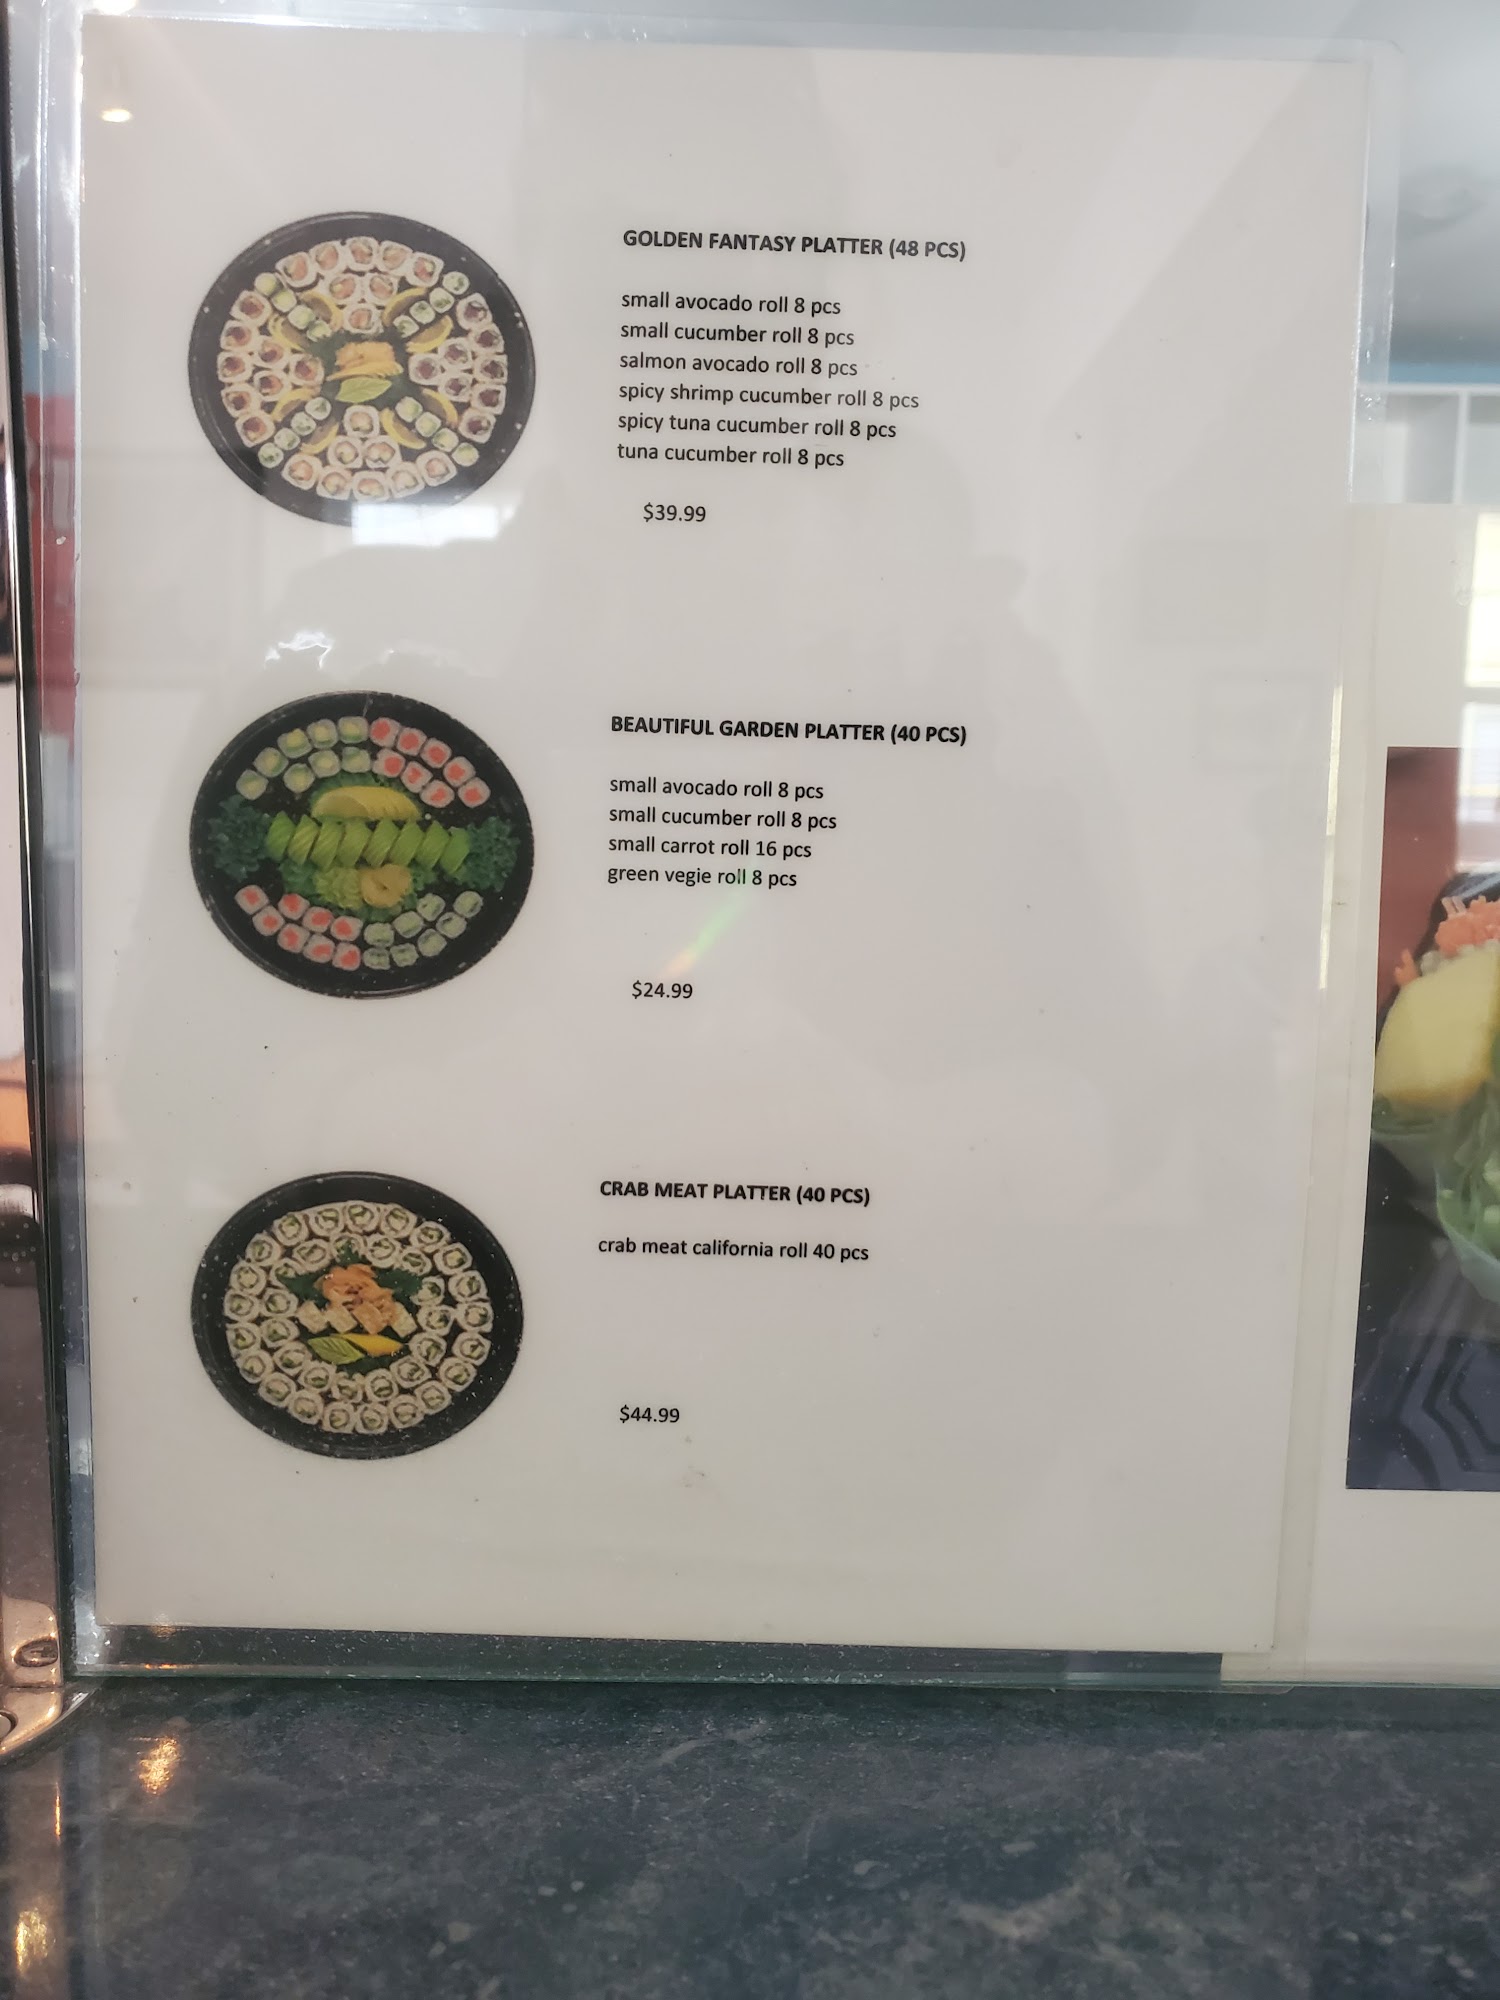 GOLDEN FANTASY PLATTER (48 PCS)
small avocado roll 8 pcs
small cucumber roll 8 pcs
salmon avocado roll 8 pcs
spicy shrimp cucumber roll 8 pcs
spicy tuna cucumber roll 8 pcs
tuna cucumber roll 8 pcs
$39.99
BEAUTIFUL GARDEN PLATTER (40 PCS)
small avocado roll 8 pcs
small cucumber roll 8 pcs
small carrot roll 16 pcs
green vegie roll 8 pcs
$24.99
CRAB MEAT PLATTER (40 PCS)
crab meat california roll 40 pcs
$44.99